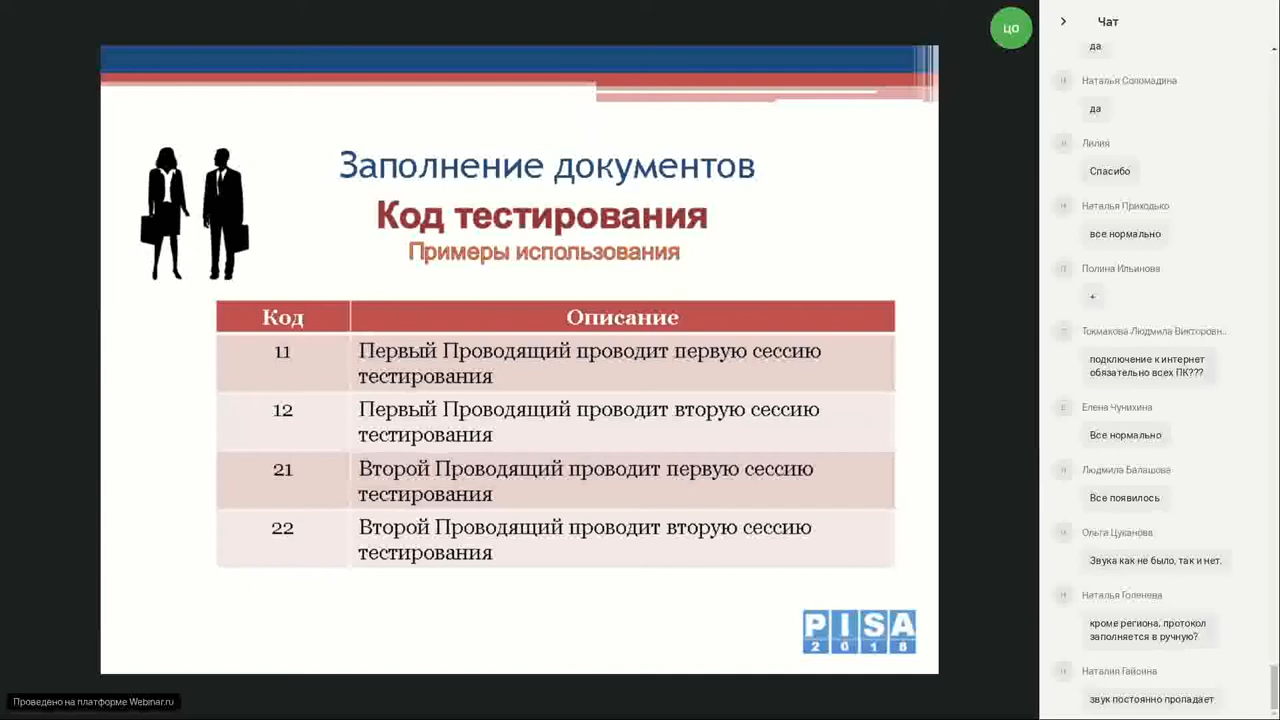 ЦО
Заполнение документов
Код тестирования
Примеры использования
Код Описание
11 Первый Проводящий проводит первую сессию
тестирования
12 Первый Проводящий проводит вторую сессию
тестирования
21 Второй Проводящий проводит первую сессию
тестирования
22 Второй Проводящий проводит вторую сессию
тестирования
PISA
2018
Проведено на платформе Webinar.ru
Чат
да
Наталья Соломадина
да
Лилия
Спасибо
Наталья Приходько
все нормально
Полина Ильинова
+
Токмакова Людмила Викторовн..
подключение к интернет
обязательно всех ПК???
Елена Чунихина
Все нормально
Людмила Балашова
Все появилось
Ольга Цуканова
Звука как не было, так и нет.
Наталья Голенева
кроме региона, протокол
заполняется в ручную?
Наталия Гайсина
звук постоянно пропадает